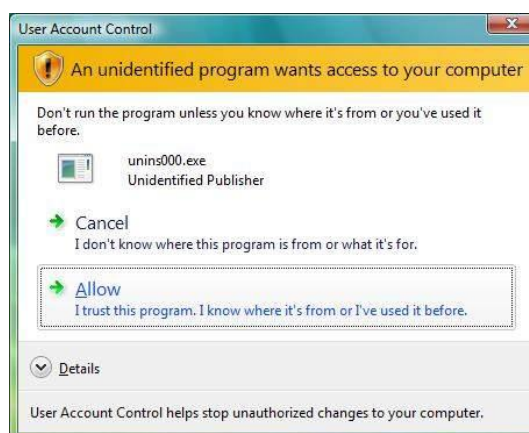 User Account Control
An unidentified program wants access to your computer
Don't run the program unless you know where it's from or you've used it
before.
unins000.exe
Unidentified Publisher
Cancel
I don't know where this program is from or what it's for.
Allow
I trust this program. I know where it's from or I've used it before.
Details
User Account Control helps stop unauthorized changes to your computer.